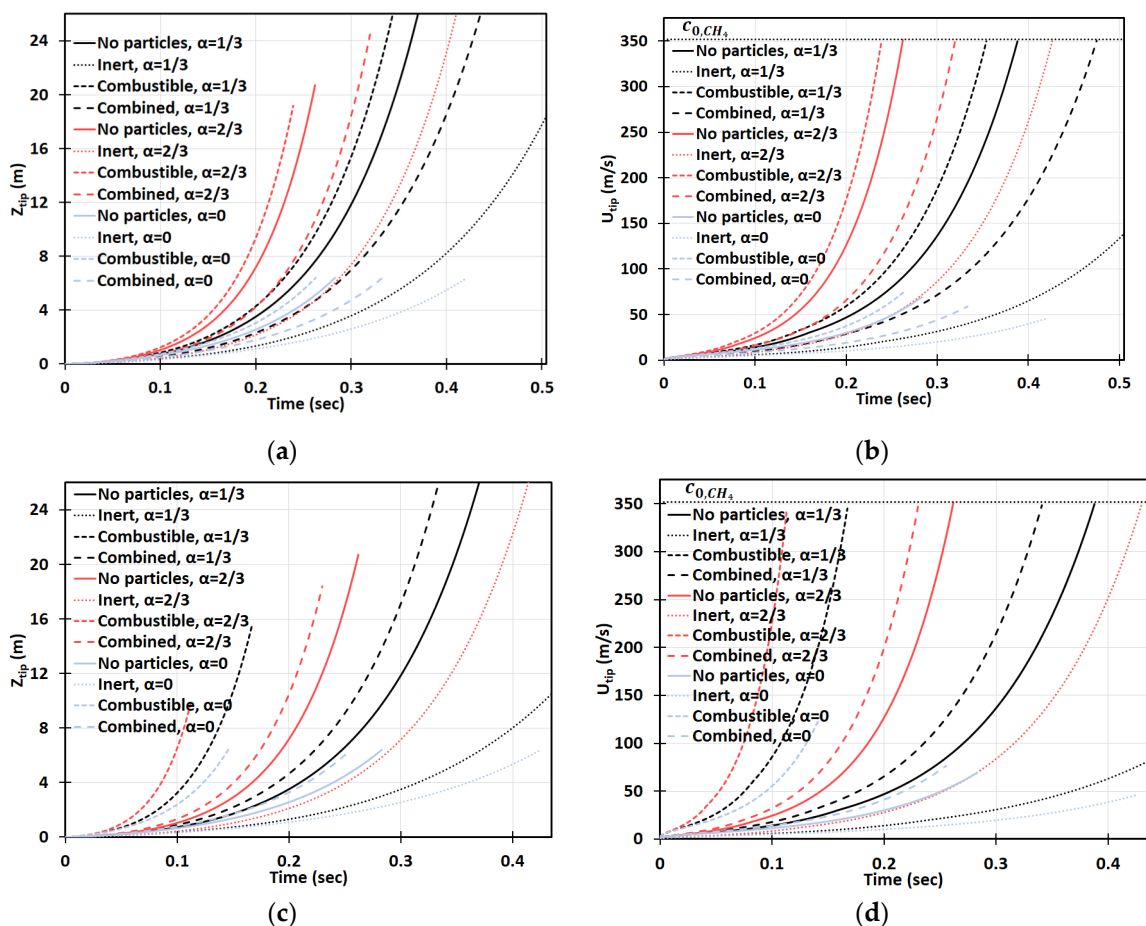 24
20
16
12
8
4
0
Z_tip (m)
No particles, α=1/3
Inert, α=1/3
Combustible, α=1/3
Combined, α=1/3
No particles, α=2/3
Inert, α=2/3
Combustible, α=2/3
Combined, α=2/3
No particles, α=0
Inert, α=0
Combustible, α=0
Combined, α=0
0 0.1 0.2 0.3 0.4 0.5
Time (sec)
(a)
c_0,CH_4
350
300
250
200
150
100
50
0
U_tip (m/s)
No particles, α=1/3
Inert, α=1/3
Combustible, α=1/3
Combined, α=1/3
No particles, α=2/3
Inert, α=2/3
Combustible, α=2/3
Combined, α=2/3
No particles, α=0
Inert, α=0
Combustible, α=0
Combined, α=0
0 0.1 0.2 0.3 0.4 0.5
Time (sec)
(b)
24
20
16
12
8
4
0
Z_tip (m)
No particles, α=1/3
Inert, α=1/3
Combustible, α=1/3
Combined, α=1/3
No particles, α=2/3
Inert, α=2/3
Combustible, α=2/3
Combined, α=2/3
No particles, α=0
Inert, α=0
Combustible, α=0
Combined, α=0
0 0.1 0.2 0.3 0.4
Time (sec)
(c)
c_0,CH_4
350
300
250
200
150
100
50
0
U_tip (m/s)
No particles, α=1/3
Inert, α=1/3
Combustible, α=1/3
Combined, α=1/3
No particles, α=2/3
Inert, α=2/3
Combustible, α=2/3
Combined, α=2/3
No particles, α=0
Inert, α=0
Combustible, α=0
Combined, α=0
0 0.1 0.2 0.3 0.4
Time (sec)
(d)